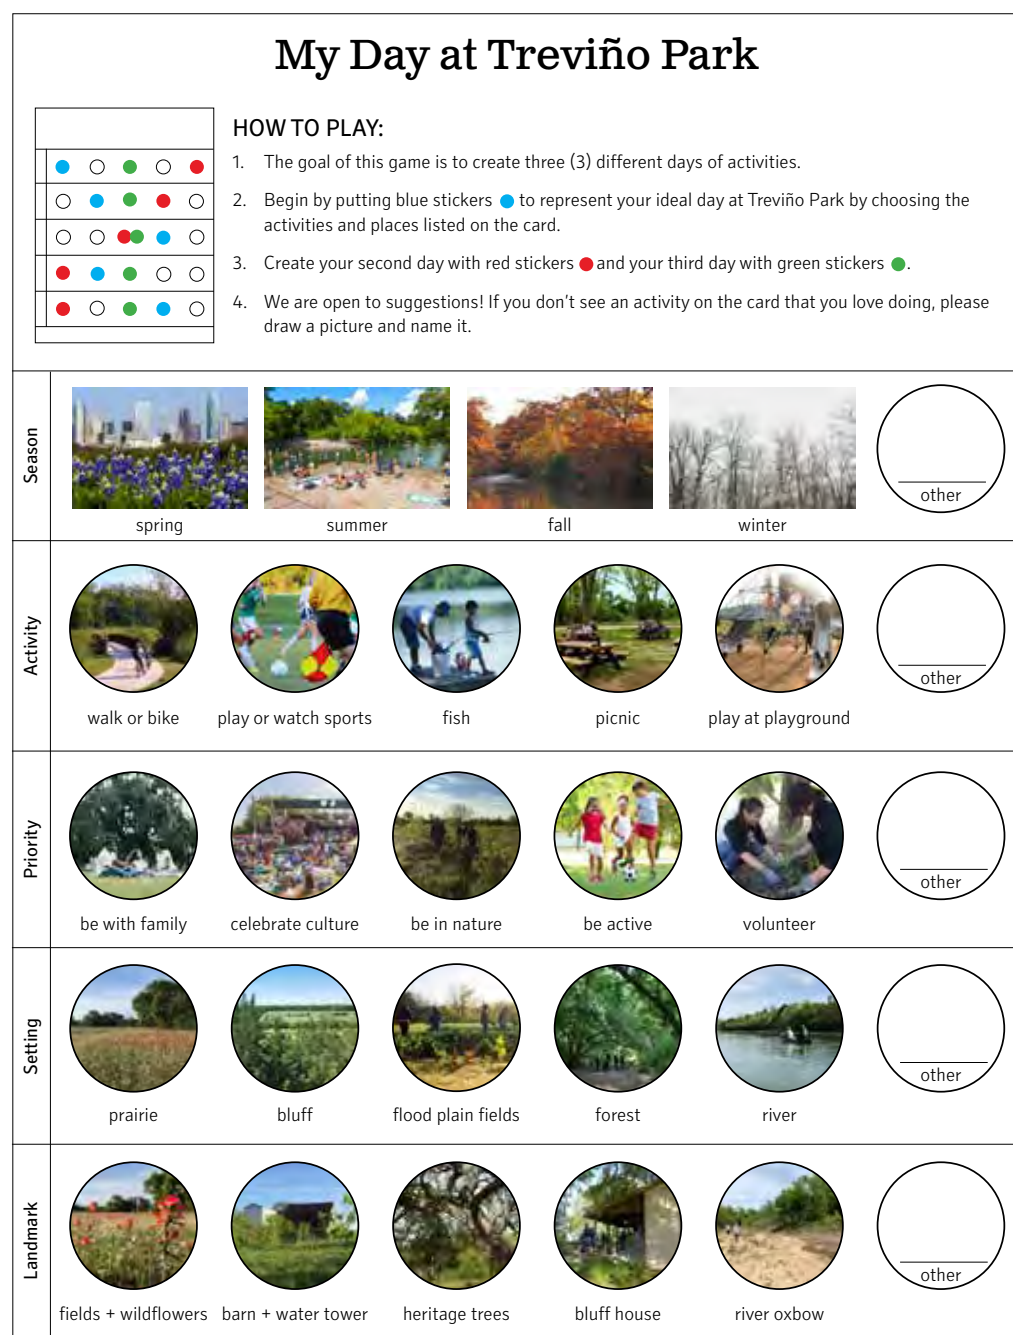 My Day at Treviño Park
HOW TO PLAY:
1. The goal of this game is to create three (3) different days of activities.
2. Begin by putting blue stickers to represent your ideal day at Treviño Park by choosing the
activities and places listed on the card.
3. Create your second day with red stickers and your third day with green stickers .
4. We are open to suggestions! If you don't see an activity on the card that you love doing, please
draw a picture and name it.
Season
spring summer fall winter
other
Activity
walk or bike play or watch sports fish picnic play at playground
other
Priority
be with family celebrate culture be in nature be active volunteer
other
Setting
prairie bluff flood plain fields forest river
other
Landmark
fields + wildflowers barn + water tower heritage trees bluff house river oxbow
other